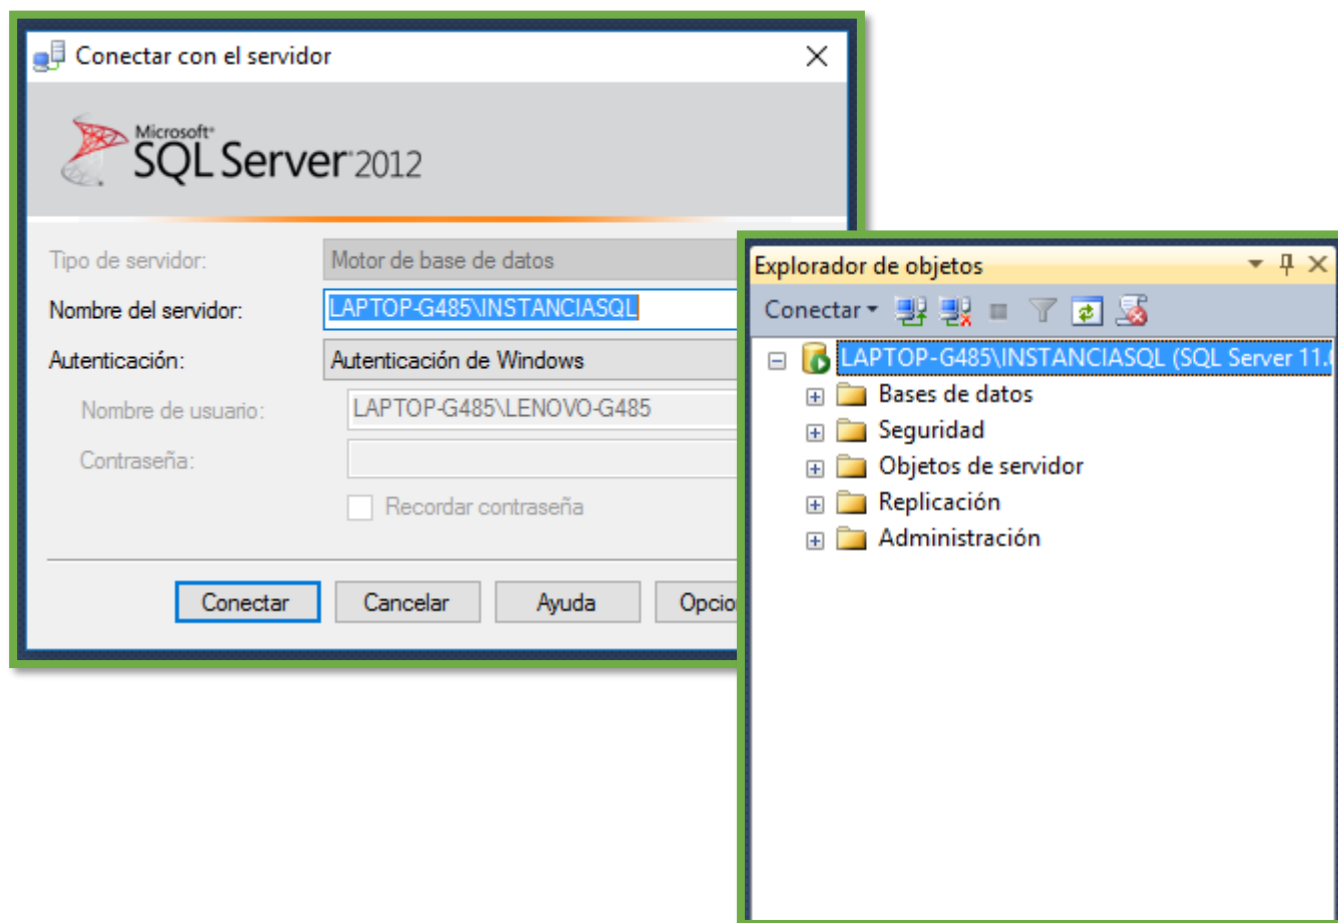 Conectar con el servidor
Microsoft®
SQL Server® 2012
Tipo de servidor: Motor de base de datos
Nombre del servidor: LAPTOP-G485\INSTANCIASQL
Autenticación: Autenticación de Windows
Nombre de usuario: LAPTOP-G485\LENOVO-G485
Contraseña:
Recordar contraseña
Conectar Cancelar Ayuda
Explorador de objetos
Conectar
LAPTOP-G485\INSTANCIASQL (SQL Server 11.
Bases de datos
Seguridad
Objetos de servidor
Replicación
Administración